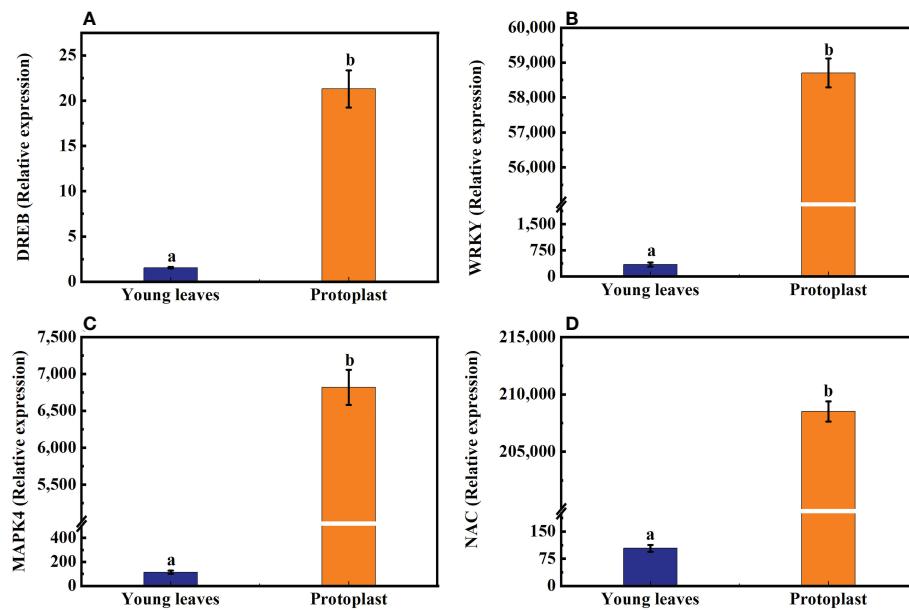 A
DREB (Relative expression)
25
20
15
10
5
0
a
b
Young leaves
Protoplast
B
WRKY (Relative expression)
60,000
59,000
58,000
57,000
56,000
1,500
750
0
a
b
Young leaves
Protoplast
C
MAPK4 (Relative expression)
7,500
7,000
6,500
6,000
5,500
400
200
0
a
b
Young leaves
Protoplast
D
NAC (Relative expression)
215,000
210,000
205,000
150
75
0
a
b
Young leaves
Protoplast